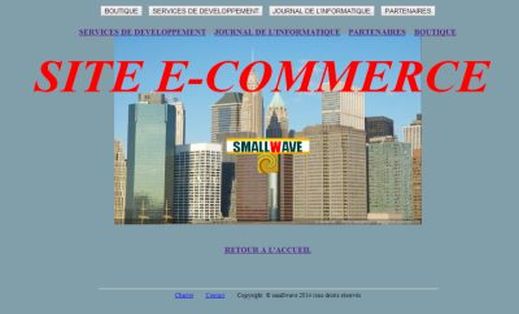 BOUTIQUE SERVICES DE DEVELOPPEMENT JOURNAL DE L'INFORMATIQUE PARTENAIRES
SERVICES DE DEVELOPPEMENT JOURNAL DE L'INFORMATIQUE PARTENAIRES BOUTIQUE
SITE E-COMMERCE
SMALLWAVE
RETOUR A L'ACCUEIL
Charter Contact Copyright © smallwave 2014 tous droits réservés